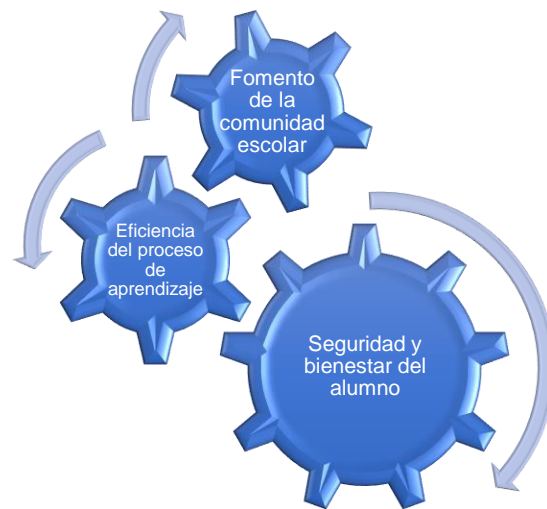 Fomento
de la
comunidad
escolar
Eficiencia
del proceso
de
aprendizaje
Seguridad y
bienestar del
alumno